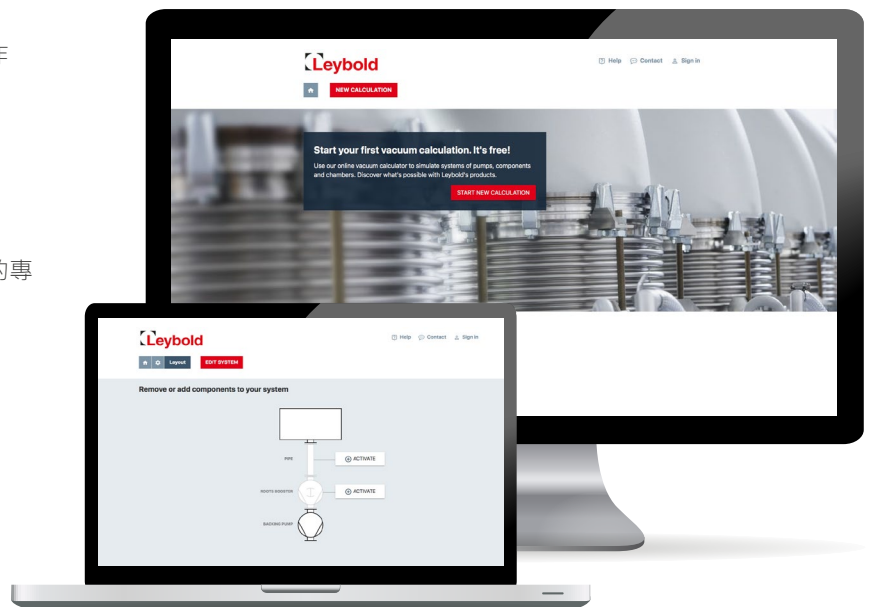 的專
Leybold
Help Contact Sign in
NEW CALCULATION
Start your first vacuum calculation. It's free!
Use our online vacuum calculator to simulate systems of pumps, components
and chambers. Discover what's possible with Leybold's products.
START NEW CALCULATION
Leybold
Help Contact Sign in
Layout EDIT SYSTEM
Remove or add components to your system
PIPE ACTIVATE
ROOTS BOOSTER ACTIVATE
BACKING PUMP